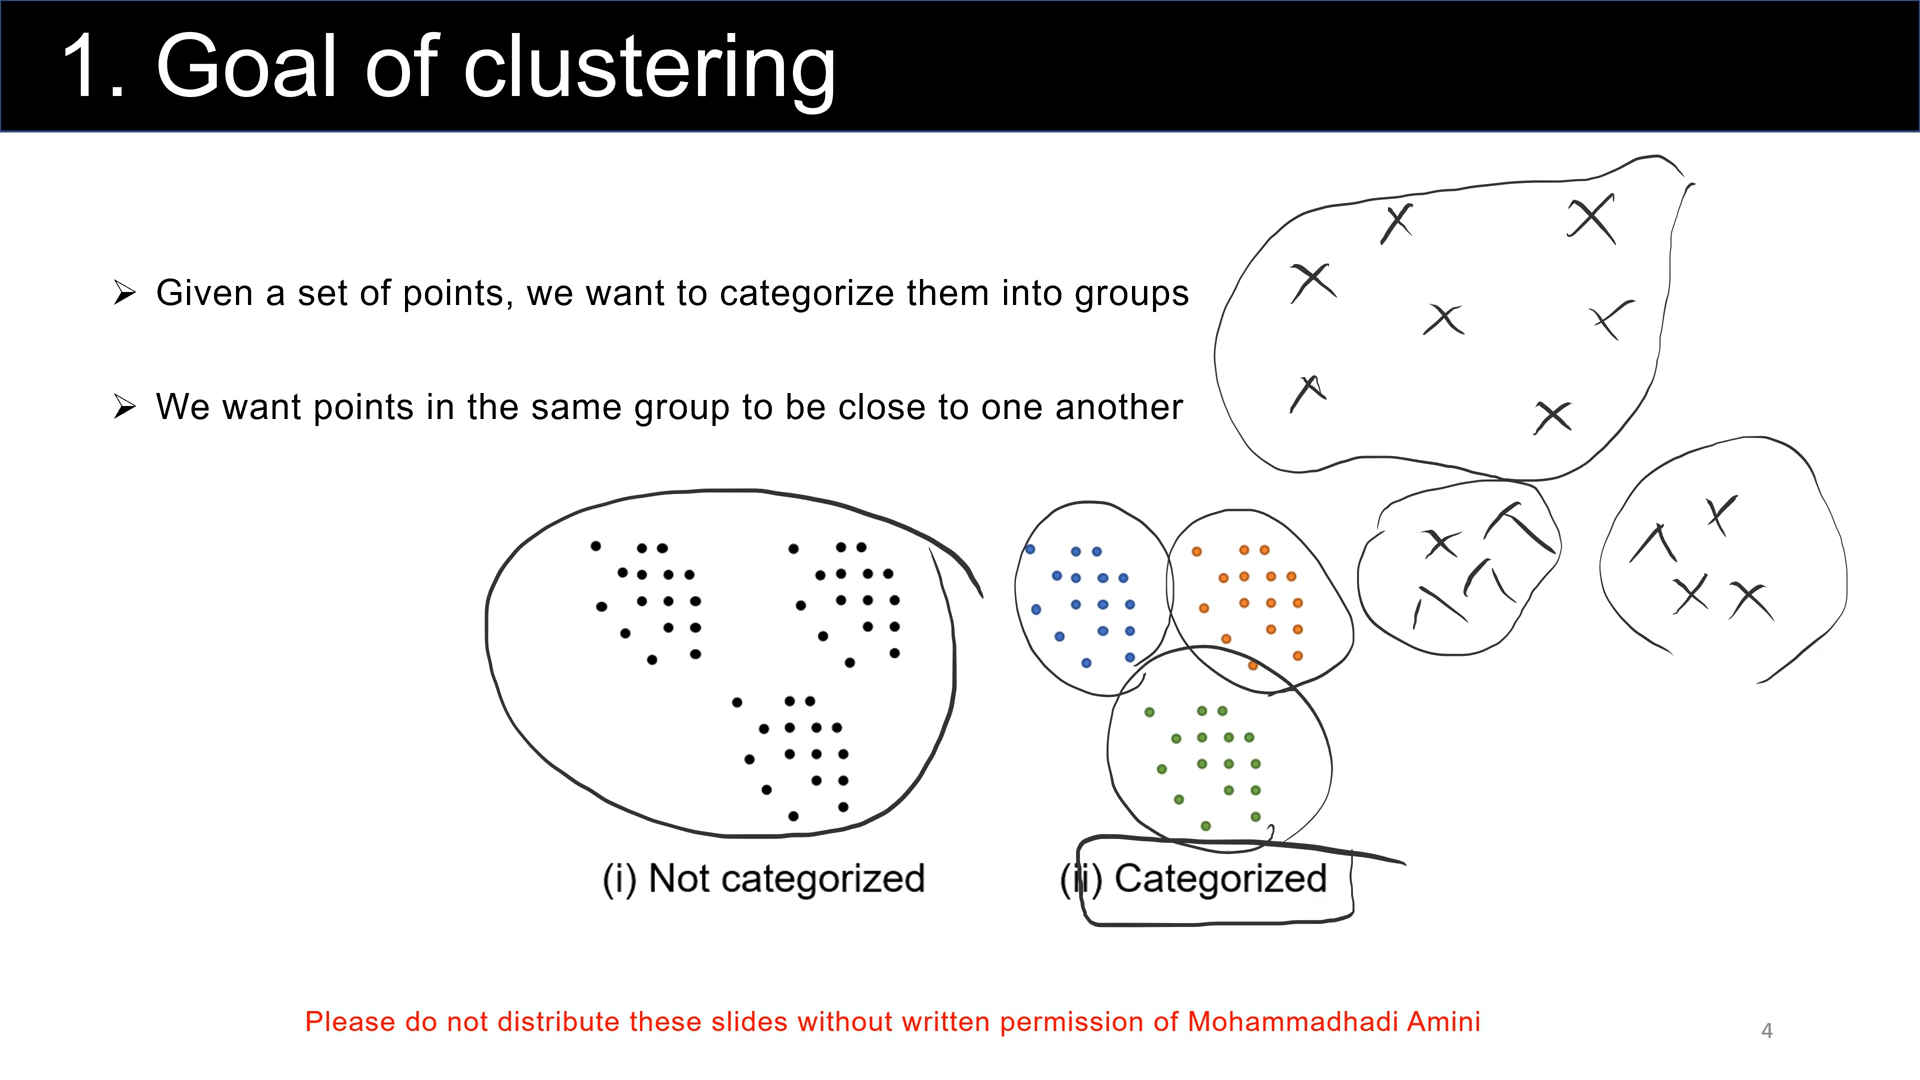 1. Goal of clustering
➢ Given a set of points, we want to categorize them into groups
➢ We want points in the same group to be close to one another
(i) Not categorized
(ii) Categorized
Please do not distribute these slides without written permission of Mohammadhadi Amini
4